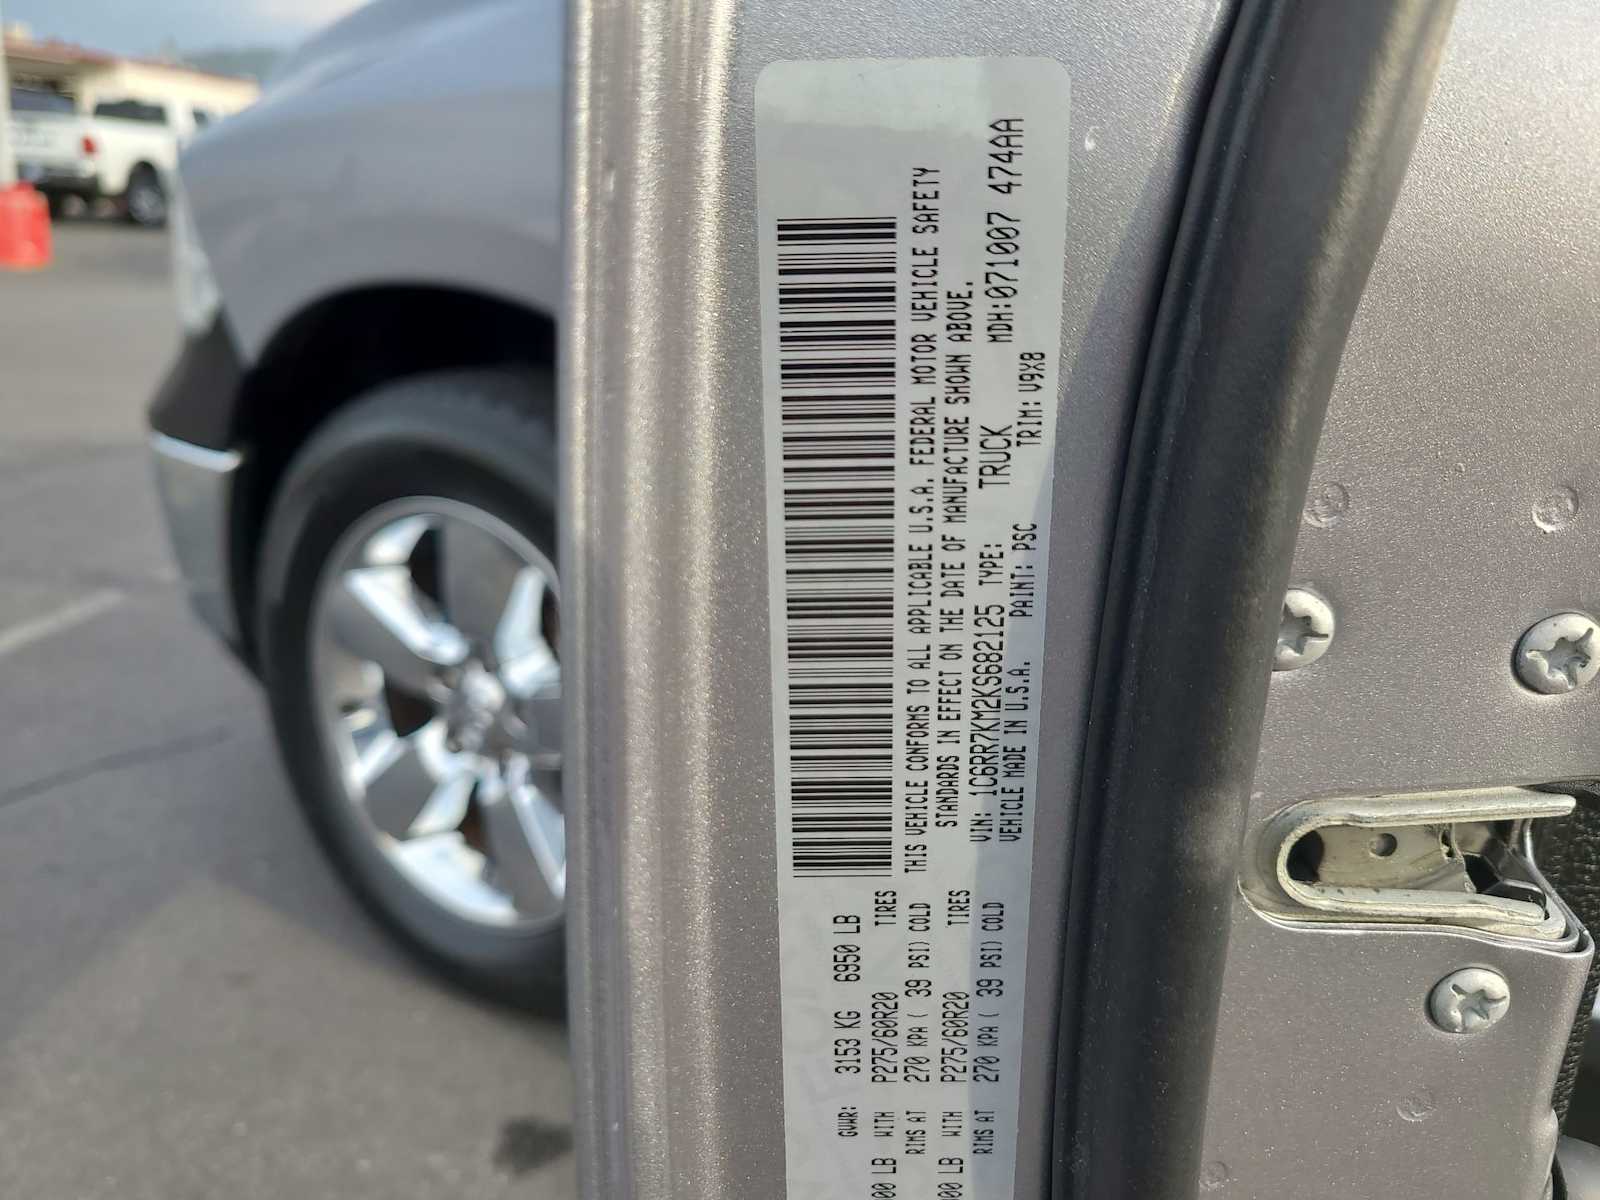 GVWR: 3153 KG 6950 LB
00 LB WITH P275/60R20 TIRES
RIMS AT 270 KPA ( 39 PSI) COLD
00 LB WITH P275/60R20 TIRES
RIMS AT 270 KPA ( 39 PSI) COLD
THIS VEHICLE CONFORMS TO ALL APPLICABLE U.S.A. FEDERAL MOTOR VEHICLE SAFETY
STANDARDS IN EFFECT ON THE DATE OF MANUFACTURE SHOWN ABOVE.
VIN: 1C6RR7KM2KS682125 TYPE: TRUCK MDH:071007 474AA
VEHICLE MADE IN U.S.A. PAINT: PSC TRIM: V9X8